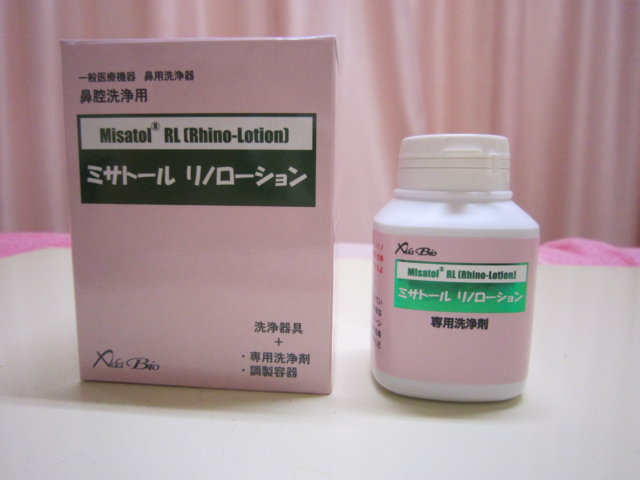 一般医療機器 鼻用洗浄器
鼻腔洗浄用
Misatol® RL (Rhino-Lotion)
ミサトール リノローション
洗浄器具
+
・専用洗浄剤
・調製容器
Ada Bio
Ada Bio
Misatol® RL (Rhino-Lotion)
ミサトール リノローション
専用洗浄剤